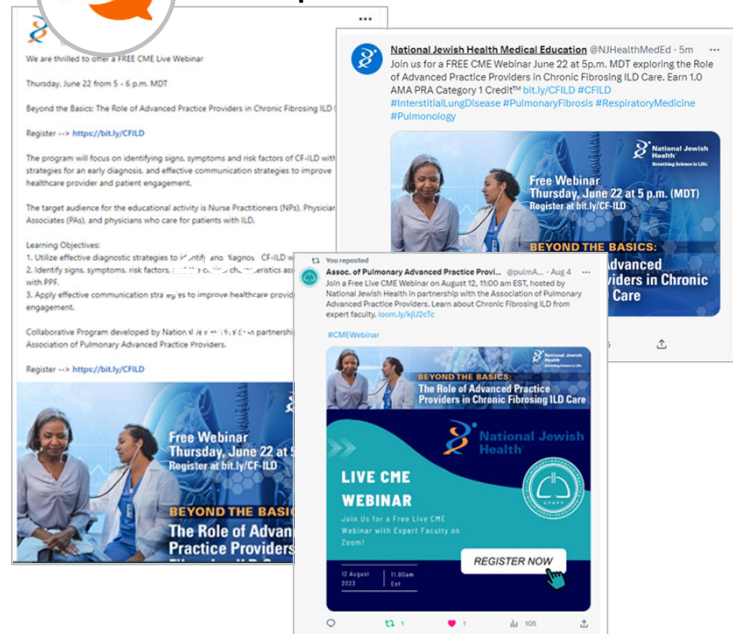 We are thrilled to offer a FREE CME Live Webinar
Thursday, June 22 from 5 - 6 p.m. MDT
Beyond the Basics: The Role of Advanced Practice Providers in Chronic Fibrosing ILD
Register --> https://bit.ly/CFILD
The program will focus on identifying signs, symptoms and risk factors of CF-ILD with
strategies for an early diagnosis, and effective communication strategies to improve
healthcare provider and patient engagement.
The target audience for the educational activity is Nurse Practitioners (NPs), Physician
Associates (PAs), and physicians who care for patients with ILD.
Learning Objectives:
1. Utilize effective diagnostic strategies to CF-ILD
2. Identify signs, symptoms, risk factors,
with PPF.
3. Apply effective communication to improve healthcare
engagement.
Collaborative Program developed by partnership
Association of Pulmonary Advanced Practice Providers.
Register --> https://bit.ly/CFILD
Free Webinar
Thursday, June 22 at
Register at bit.ly/CF-ILD
BEYOND THE
The Role of
Practice Providers
National Jewish Health Medical Education @NJHealthMedEd · 5m
Join us for a FREE CME Webinar June 22 at 5p.m. MDT exploring the Role
of Advanced Practice Providers in Chronic Fibrosing ILD Care. Earn 1.0
AMA PRA Category 1 Credit™ bit.ly/CFILD #CFILD
#InterstitialLungDisease #PulmonaryFibrosis #RespiratoryMedicine
#Pulmonology
National Jewish
Health
Breathing Science is Life.
Free Webinar
Thursday, June 22 at 5 p.m. (MDT)
Register at bit.ly/CF-ILD
BEYOND THE BASICS:
Advanced
in Chronic
Care
You reposted
Assoc. of Pulmonary Advanced Practice Provi... @pulmA... · Aug 4
Join a Free Live CME Webinar on August 12, 11:00 am EST, hosted by
National Jewish Health in partnership with the Association of Pulmonary
Advanced Practice Providers. Learn about Chronic Fibrosing ILD from
expert faculty. loom.ly/kjU2cTc
#CMEWebinar
National Jewish
Health
BEYOND THE BASICS:
The Role of Advanced Practice
Providers in Chronic Fibrosing ILD Care
National Jewish
Health
LIVE CME
WEBINAR
Join Us for a Free Live CME
Webinar with Expert Faculty on
Zoom!
REGISTER NOW
12 August
2023
11.00am
Est
1
1
105